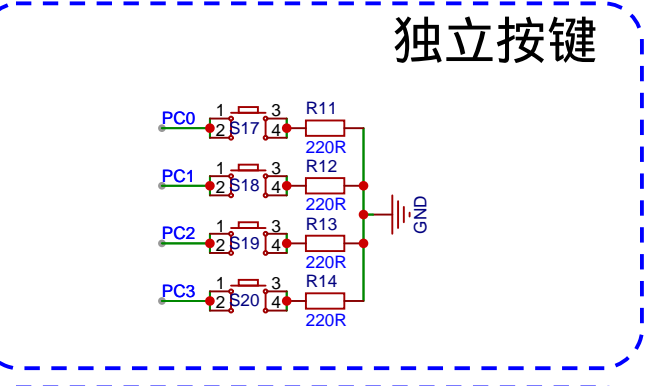 独立按键
R11
PC0 1 2 S17 3 4
220R
R12
PC1 1 2 S18 3 4
220R
GND
R13
PC2 1 2 S19 3 4
220R
R14
PC3 1 2 S20 3 4
220R